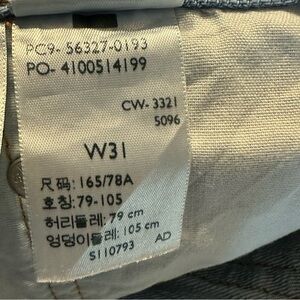 PC9- 56327-0193
PO- 4100514199
CW- 3321
5096
W31
尺码: 165/78A
호칭: 79-105
허리둘레: 79 cm
엉덩이둘레: 105 cm
S110793 AD